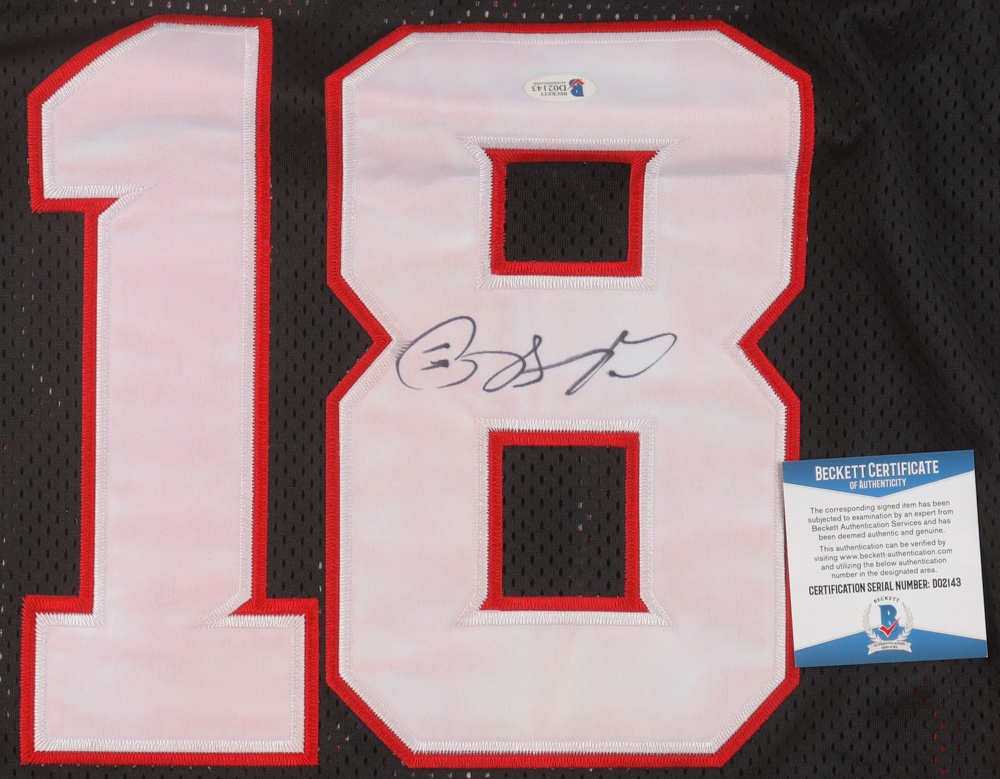 18
BECKETT
D02143
BECKETT CERTIFICATE
OF AUTHENTICITY
The corresponding signed item has been
subjected to examination by an expert from
Beckett Authentication Services and has
been deemed authentic and genuine.
This authentication can be verified by
visiting www.beckett-authentication.com
and utilizing the below authentication
number in the designated area.
CERTIFICATION SERIAL NUMBER: D02143
BECKETT
B